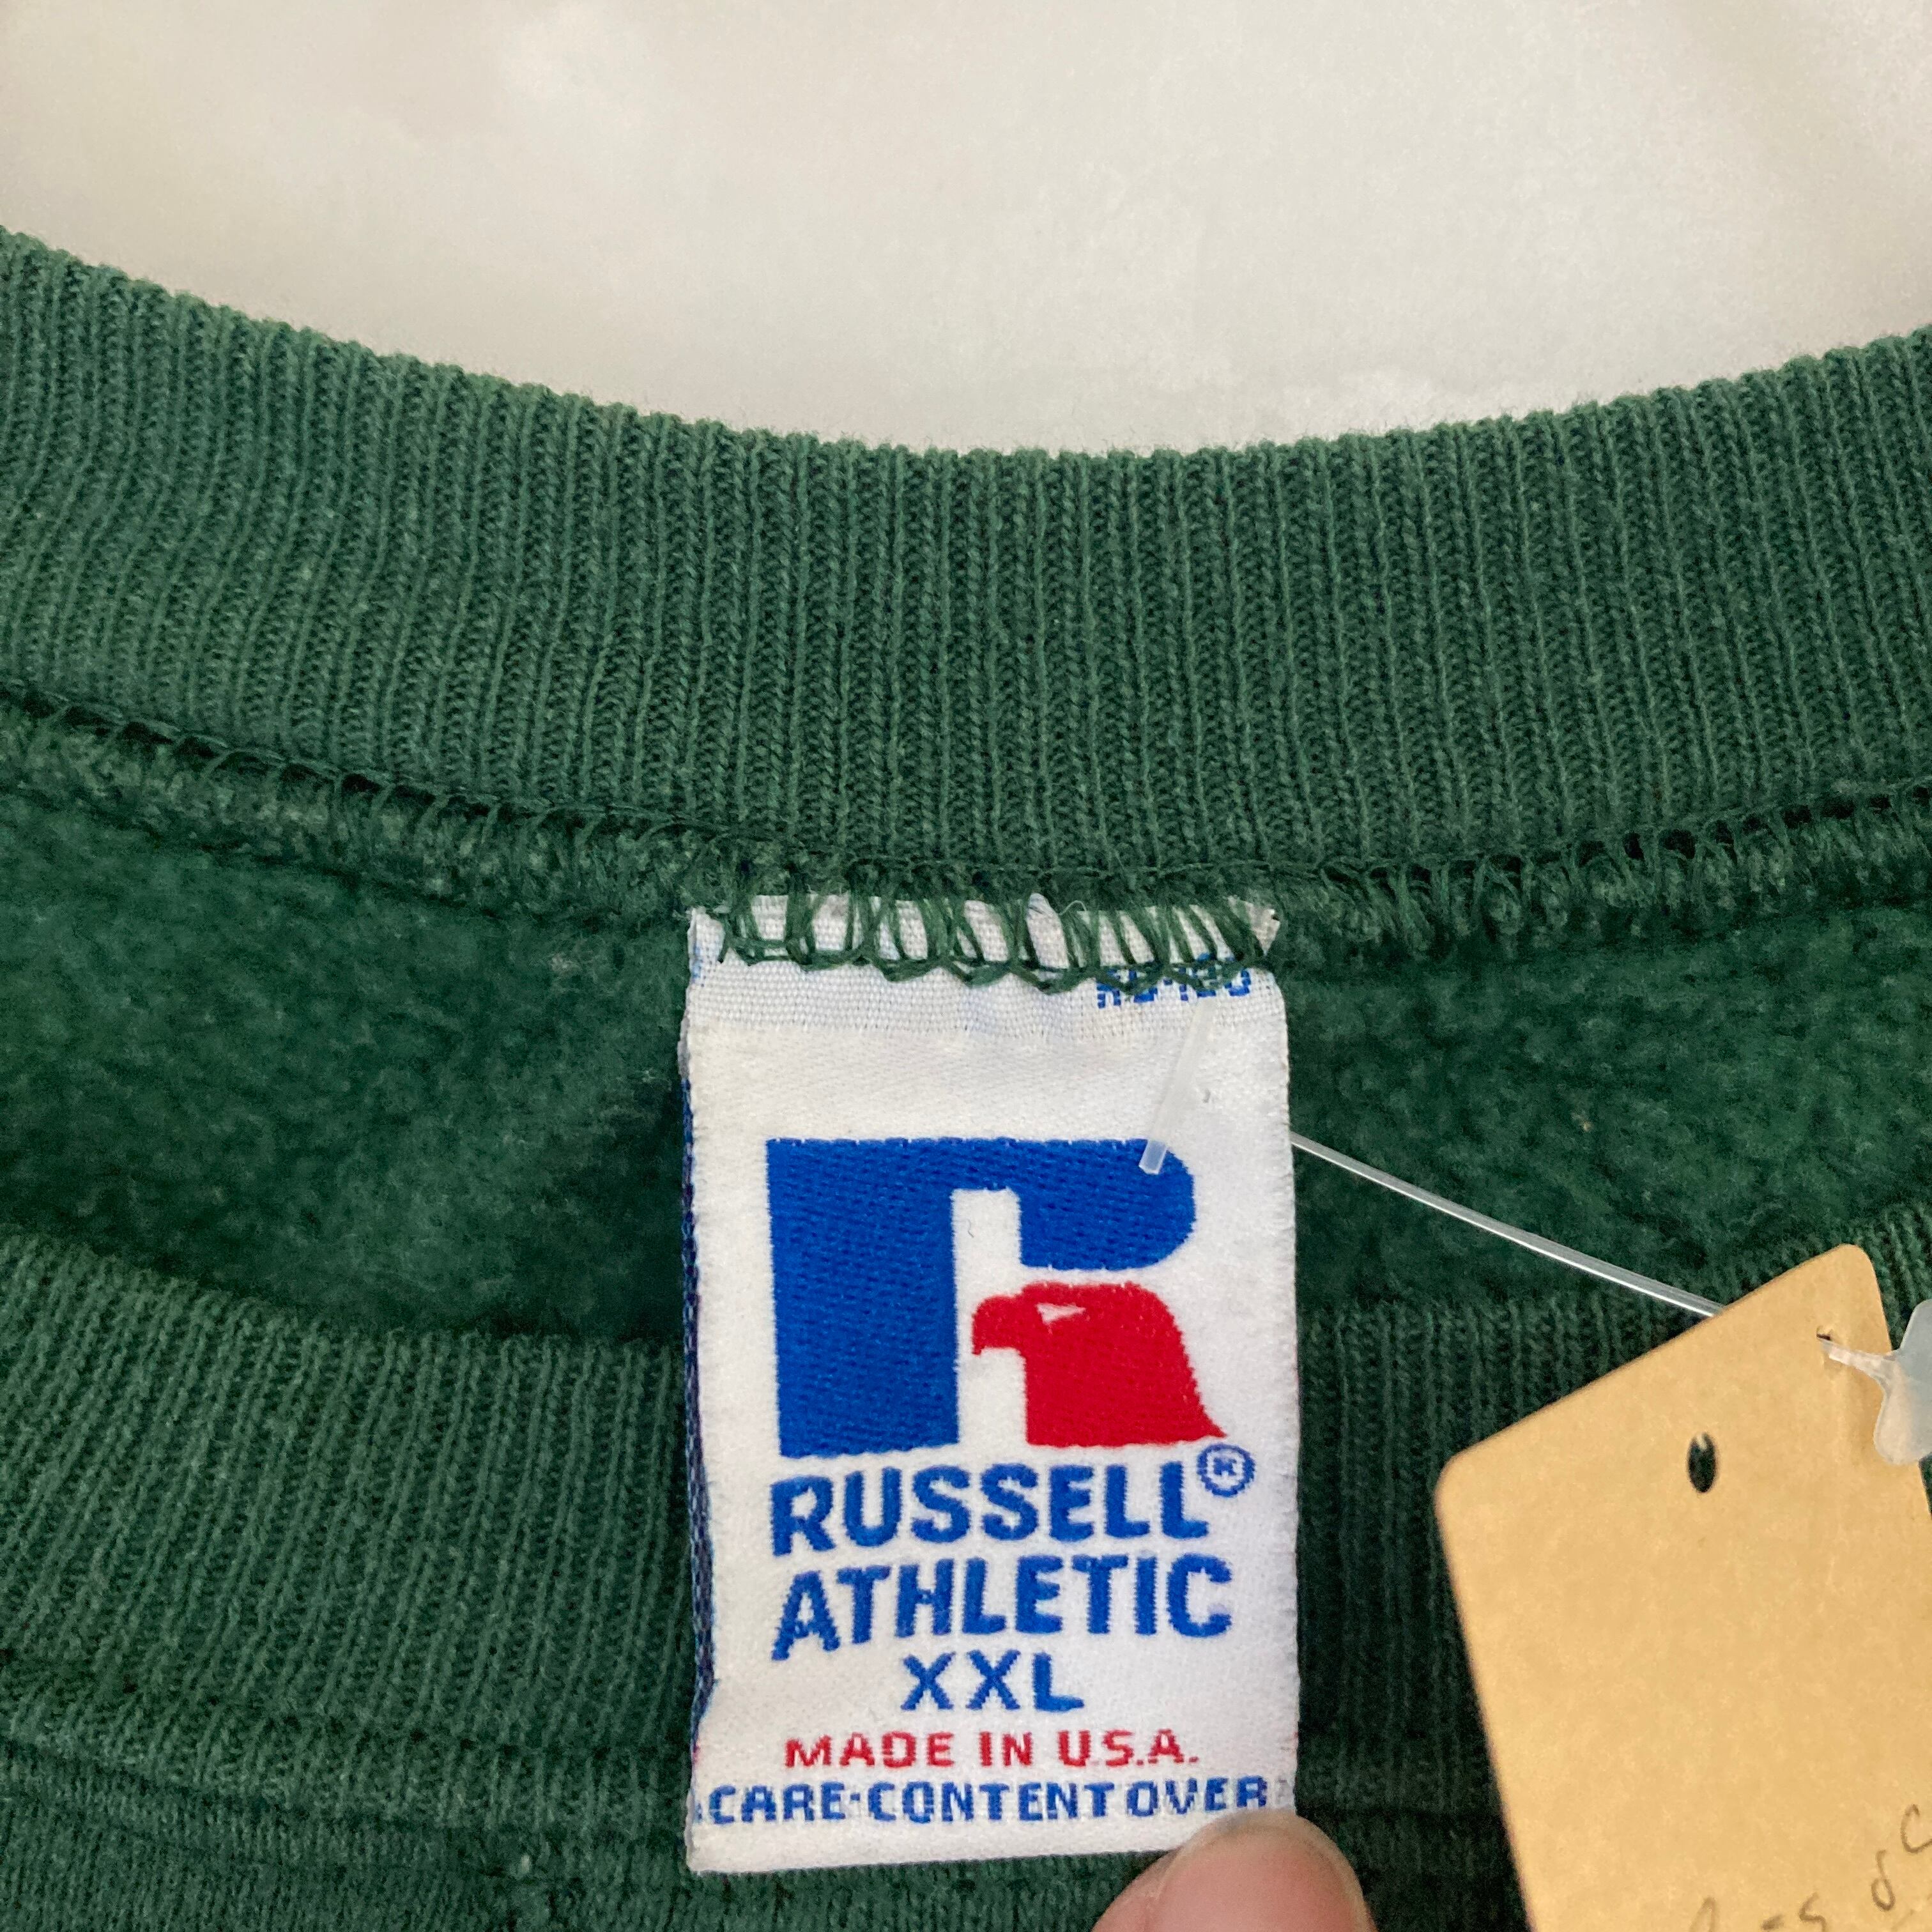 RUSSELL®
ATHLETIC
XXL
MADE IN U.S.A.
CARE-CONTENT OVER